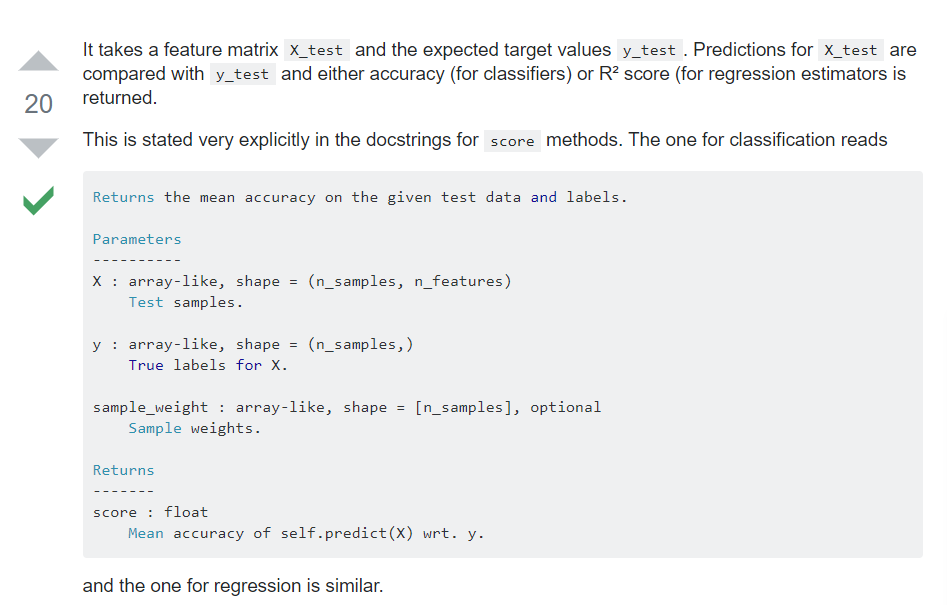 It takes a feature matrix X_test and the expected target values y_test. Predictions for X_test are
compared with y_test and either accuracy (for classifiers) or R² score (for regression estimators is
returned.
20
This is stated very explicitly in the docstrings for score methods. The one for classification reads
Returns the mean accuracy on the given test data and labels.
Parameters
----------
X : array-like, shape = (n_samples, n_features)
    Test samples.
y : array-like, shape = (n_samples,)
    True labels for X.
sample_weight : array-like, shape = [n_samples], optional
    Sample weights.
Returns
-------
score : float
    Mean accuracy of self.predict(X) wrt. y.
and the one for regression is similar.